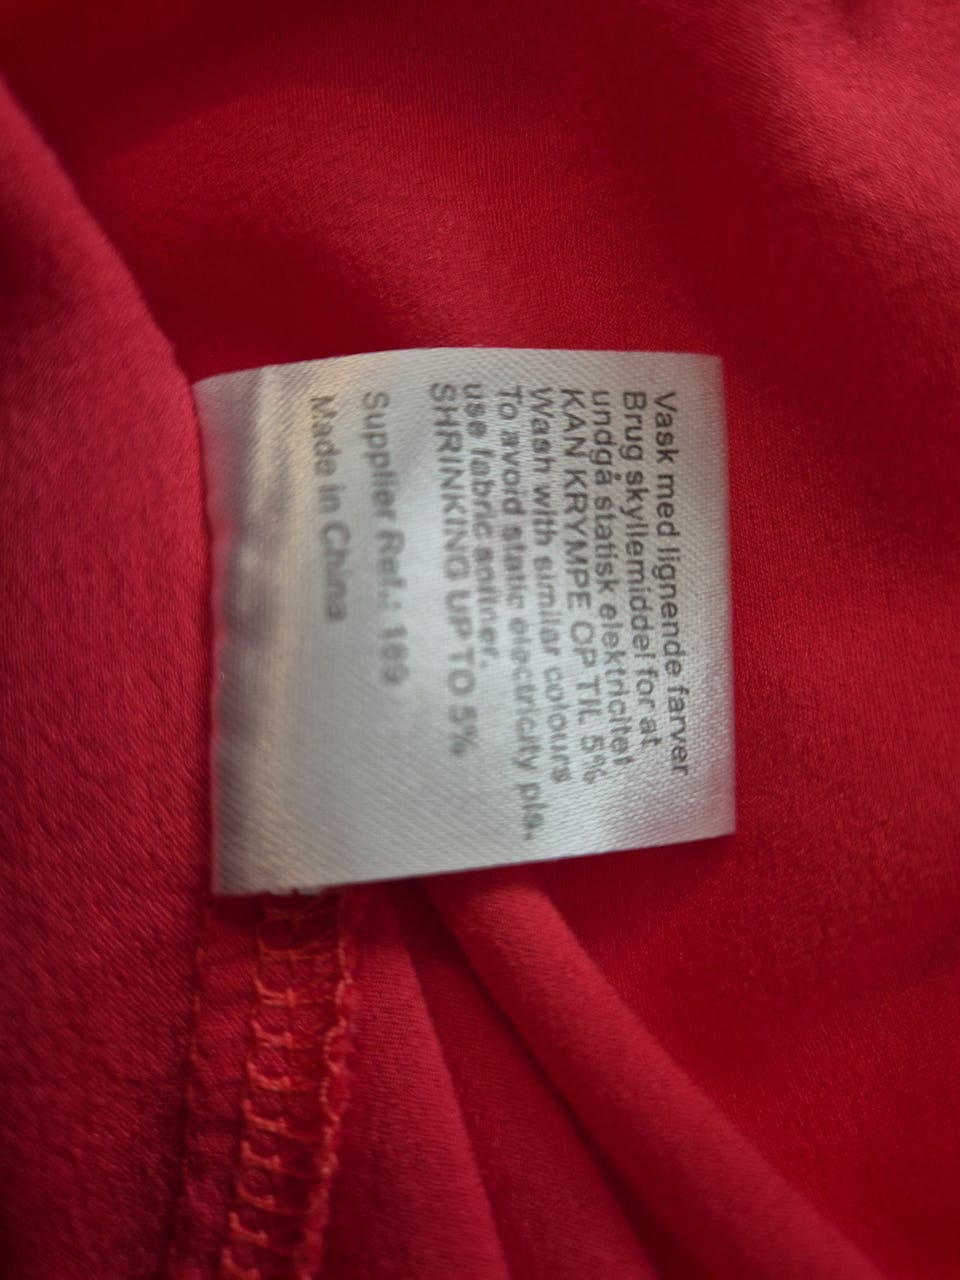 Vask med lignende farver
Brug skyllemiddel for at
undgå statisk elektricitet
KAN KRYMPE OP TIL 5%
Wash with similar colours
To avoid static electricity pls.
use fabric softner.
SHRINKING UP TO 5%
Supplier Ref.: 189
Made in China